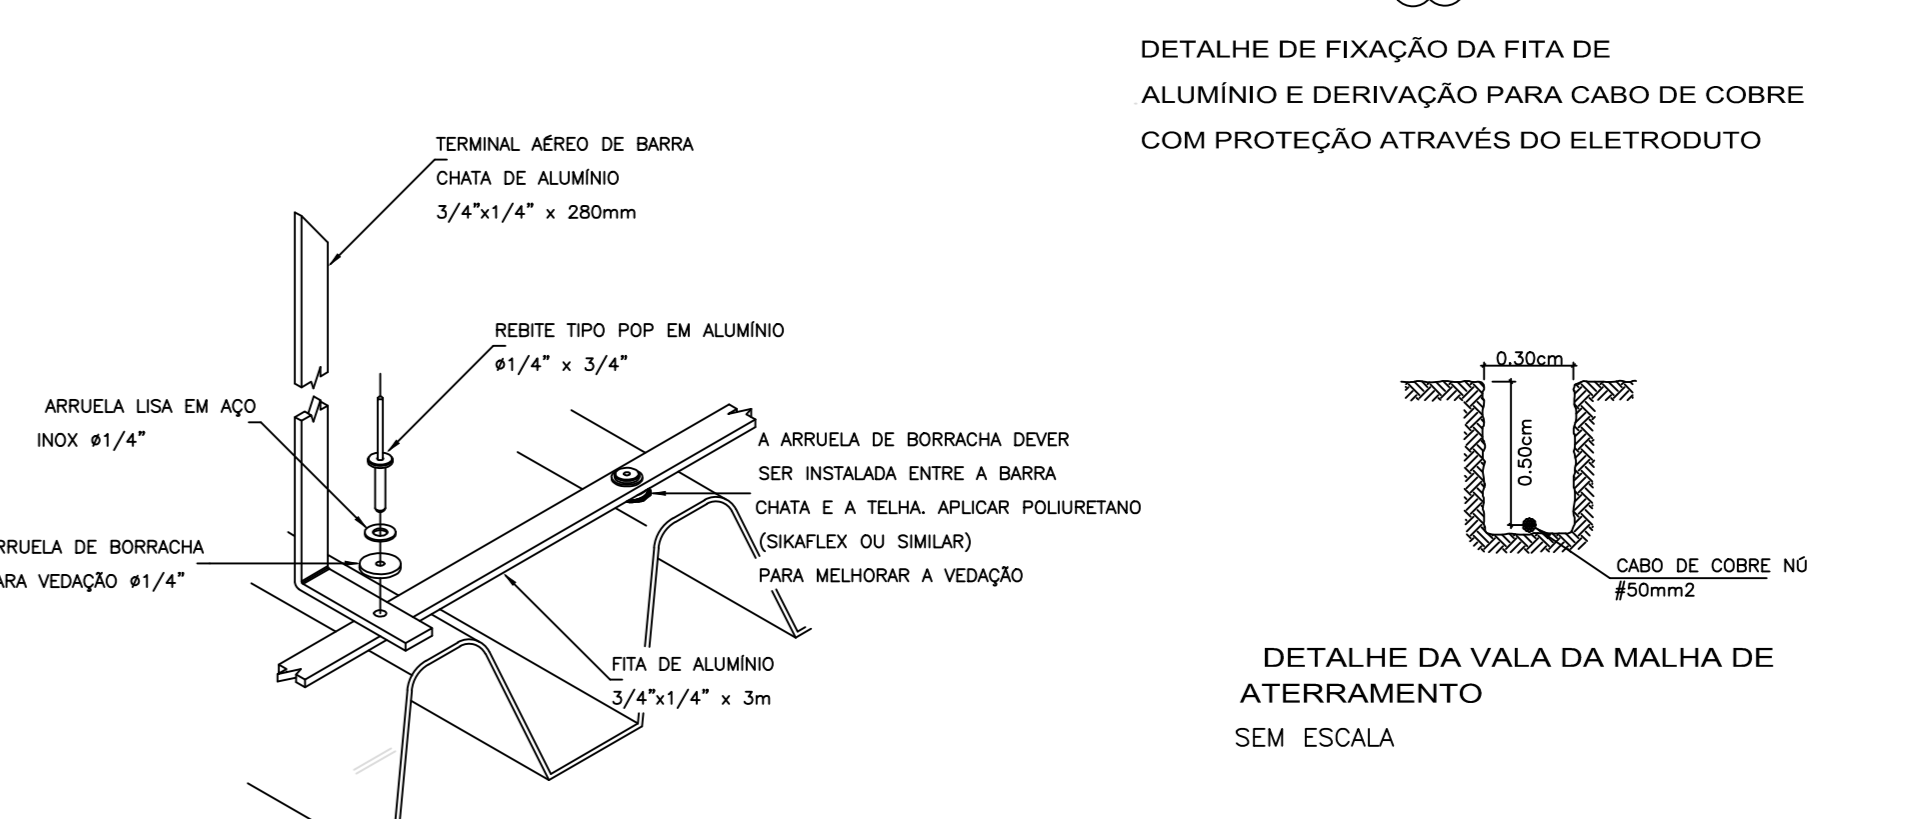 DETALHE DE FIXAÇÃO DA FITA DE
ALUMÍNIO E DERIVAÇÃO PARA CABO DE COBRE
COM PROTEÇÃO ATRAVÉS DO ELETRODUTO
TERMINAL AÉREO DE BARRA
CHATA DE ALUMÍNIO
3/4"x1/4" x 280mm
REBITE TIPO POP EM ALUMÍNIO
ø1/4" x 3/4"
ARRUELA LISA EM AÇO
INOX ø1/4"
A ARRUELA DE BORRACHA DEVER
SER INSTALADA ENTRE A BARRA
CHATA E A TELHA. APLICAR POLIURETANO
(SIKAFLEX OU SIMILAR)
PARA MELHORAR A VEDAÇÃO
RRUELA DE BORRACHA
ARA VEDAÇÃO ø1/4"
FITA DE ALUMÍNIO
3/4"x1/4" x 3m
0.30cm
0.50cm
CABO DE COBRE NÚ
#50mm2
DETALHE DA VALA DA MALHA DE
ATERRAMENTO
SEM ESCALA